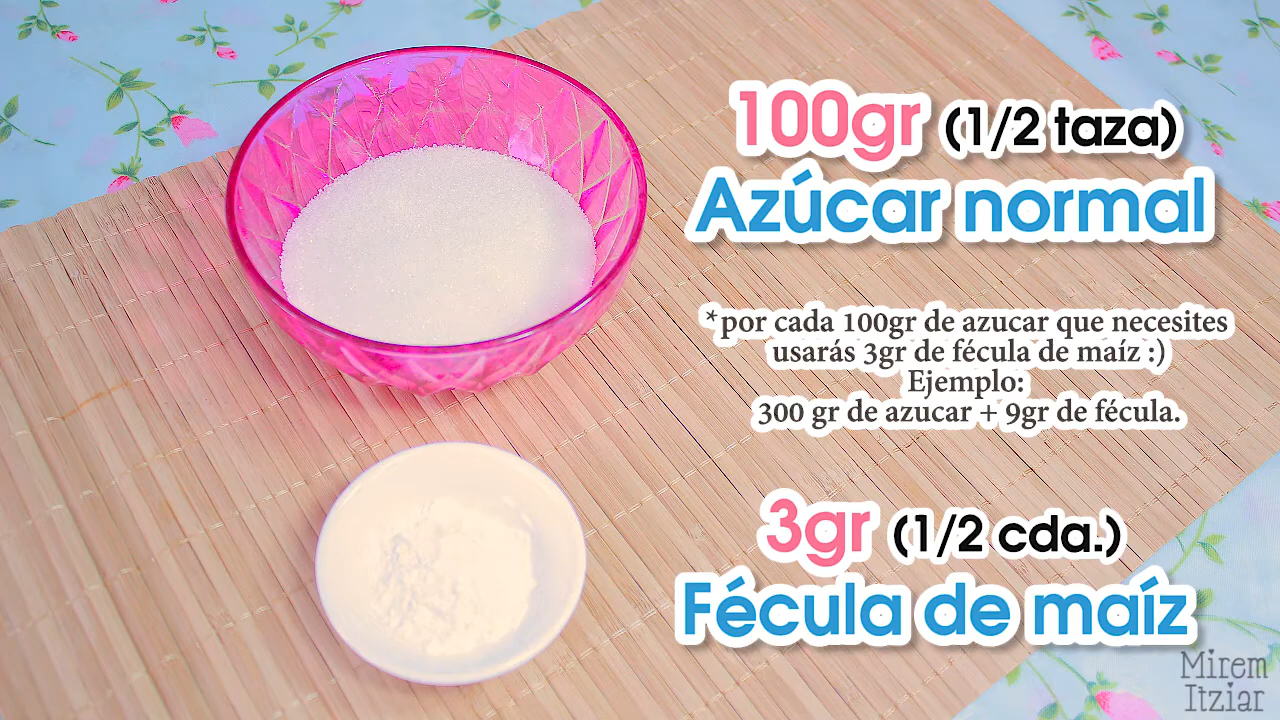 100gr (1/2 taza)
Azúcar normal
*por cada 100gr de azucar que necesites
usarás 3gr de fécula de maíz :)
Ejemplo:
300 gr de azucar + 9gr de fécula.
3gr (1/2 cda.)
Fécula de maíz
Mirem
Itziar